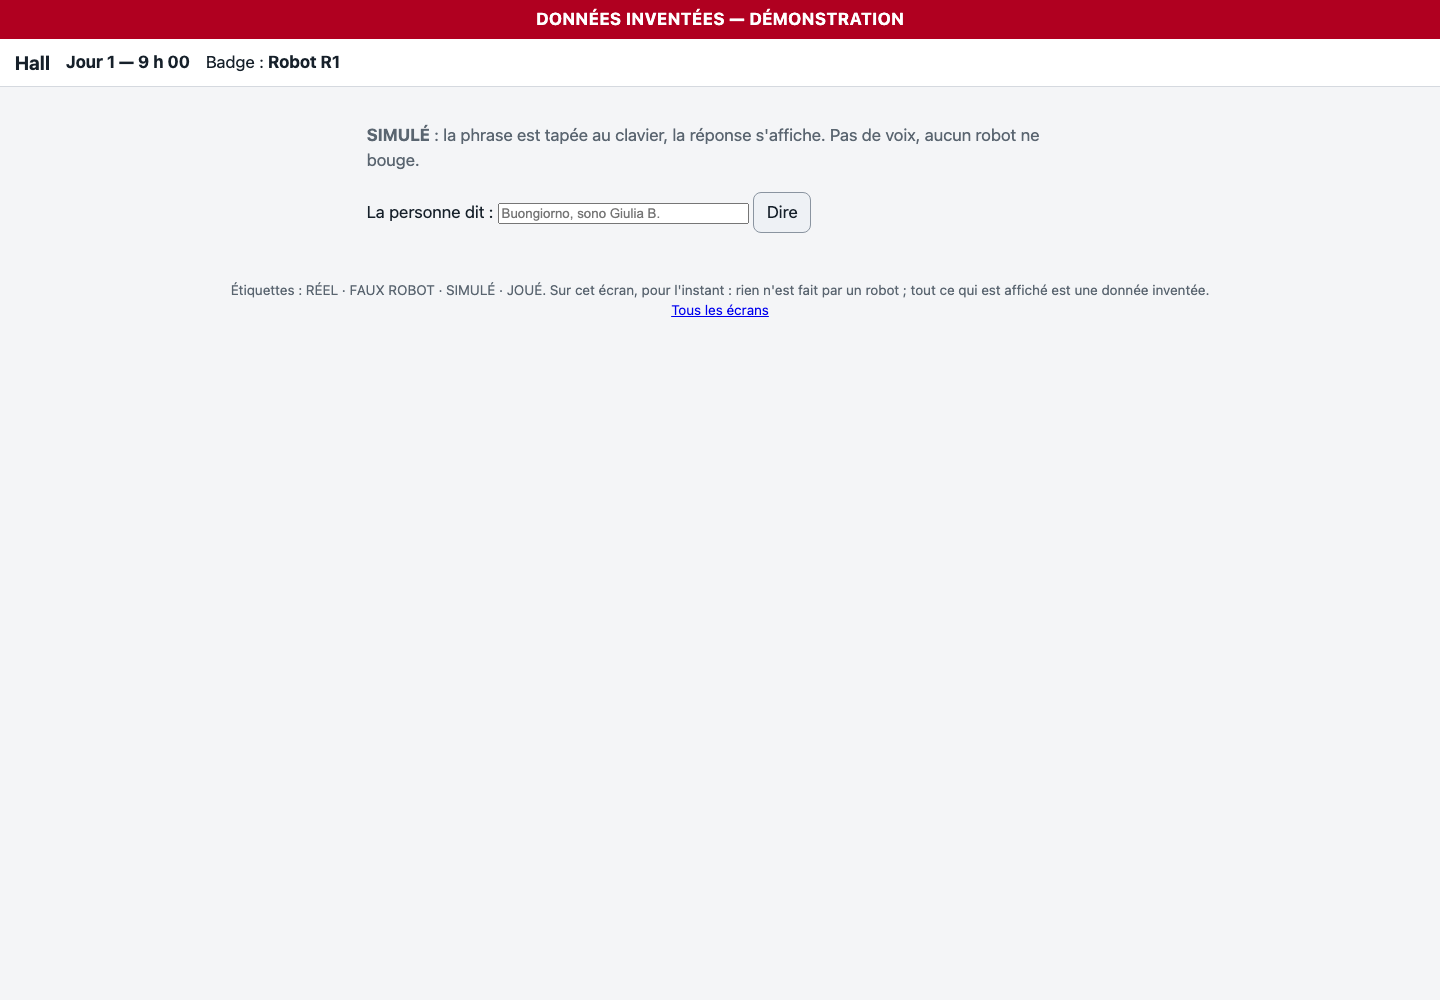 DONNÉES INVENTÉES — DÉMONSTRATION
Hall Jour 1 — 9 h 00 Badge : Robot R1
SIMULÉ : la phrase est tapée au clavier, la réponse s'affiche. Pas de voix, aucun robot ne
bouge.
La personne dit : Buongiorno, sono Giulia B. Dire
Étiquettes : RÉEL · FAUX ROBOT · SIMULÉ · JOUÉ. Sur cet écran, pour l'instant : rien n'est fait par un robot ; tout ce qui est affiché est une donnée inventée.
Tous les écrans